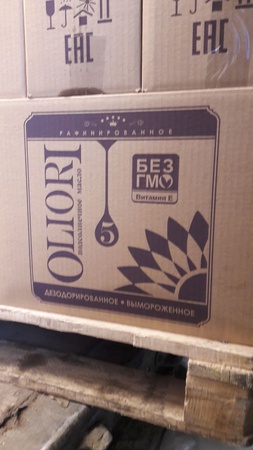 EAC
EAC
РАФИНИРОВАННОЕ
OLIORI
подсолнечное масло
5
БЕЗ
ГМО
Витамин Е
ДЕЗОДОРИРОВАННОЕ • ВЫМОРОЖЕННОЕ